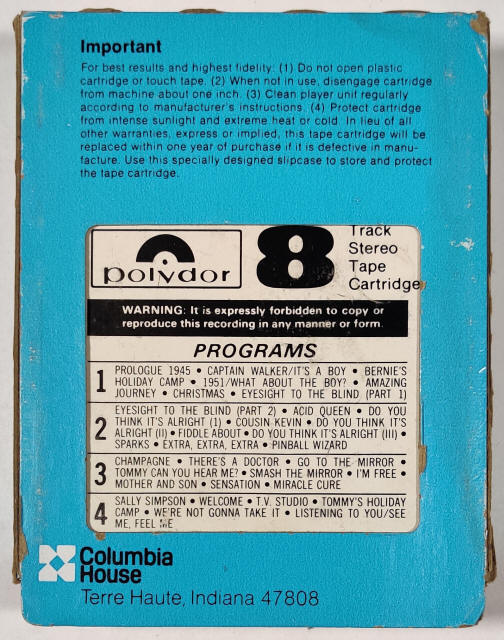 Important
For best results and highest fidelity: (1) Do not open plastic
cartridge or touch tape. (2) When not in use, disengage cartridge
from machine about one inch. (3) Clean player unit regularly
according to manufacturer's instructions. (4) Protect cartridge
from intense sunlight and extreme heat or cold. In lieu of all
other warranties, express or implied, this tape cartridge will be
replaced within one year of purchase if it is defective in manu-
facture. Use this specially designed slipcase to store and protect
the tape cartridge.
polydor
8
Track
Stereo
Tape
Cartridge
WARNING: It is expressly forbidden to copy or
reproduce this recording in any manner or form.
PROGRAMS
1 PROLOGUE 1945 • CAPTAIN WALKER/IT'S A BOY • BERNIE'S
HOLIDAY CAMP • 1951/WHAT ABOUT THE BOY? • AMAZING
JOURNEY • CHRISTMAS • EYESIGHT TO THE BLIND (PART 1)
2 EYESIGHT TO THE BLIND (PART 2) • ACID QUEEN • DO YOU
THINK IT'S ALRIGHT (1) • COUSIN KEVIN • DO YOU THINK IT'S
ALRIGHT (II) • FIDDLE ABOUT • DO YOU THINK IT'S ALRIGHT (III) •
SPARKS • EXTRA, EXTRA, EXTRA • PINBALL WIZARD
3 CHAMPAGNE • THERE'S A DOCTOR • GO TO THE MIRROR •
TOMMY CAN YOU HEAR ME? • SMASH THE MIRROR • I'M FREE •
MOTHER AND SON • SENSATION • MIRACLE CURE
4 SALLY SIMPSON • WELCOME • T.V. STUDIO • TOMMY'S HOLIDAY
CAMP • WE'RE NOT GONNA TAKE IT • LISTENING TO YOU/SEE
ME, FEEL ME
Columbia
House
Terre Haute, Indiana 47808